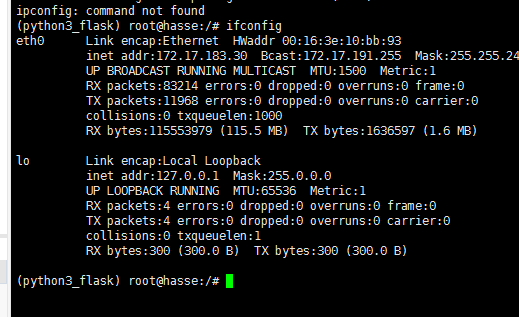 ipconfig: command not found
(python3_flask) root@hasse:/# ifconfig
eth0 Link encap:Ethernet HWaddr 00:16:3e:10:bb:93
inet addr:172.17.183.30 Bcast:172.17.191.255 Mask:255.255.24
UP BROADCAST RUNNING MULTICAST MTU:1500 Metric:1
RX packets:83214 errors:0 dropped:0 overruns:0 frame:0
TX packets:11968 errors:0 dropped:0 overruns:0 carrier:0
collisions:0 txqueuelen:1000
RX bytes:115553979 (115.5 MB) TX bytes:1636597 (1.6 MB)
lo Link encap:Local Loopback
inet addr:127.0.0.1 Mask:255.0.0.0
UP LOOPBACK RUNNING MTU:65536 Metric:1
RX packets:4 errors:0 dropped:0 overruns:0 frame:0
TX packets:4 errors:0 dropped:0 overruns:0 carrier:0
collisions:0 txqueuelen:1
RX bytes:300 (300.0 B) TX bytes:300 (300.0 B)
(python3_flask) root@hasse:/#